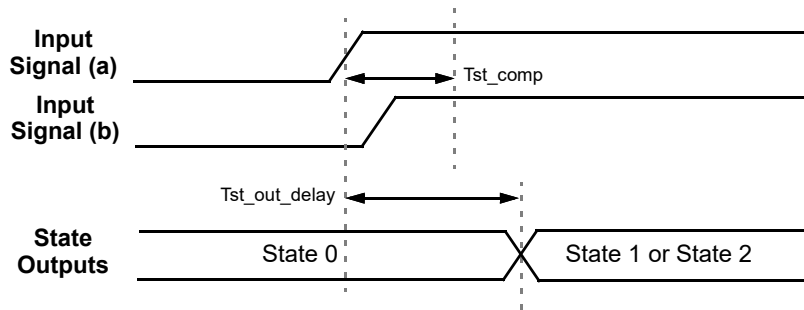 Input
Signal (a)
Tst_comp
Input
Signal (b)
Tst_out_delay
State
Outputs
State 0
State 1 or State 2